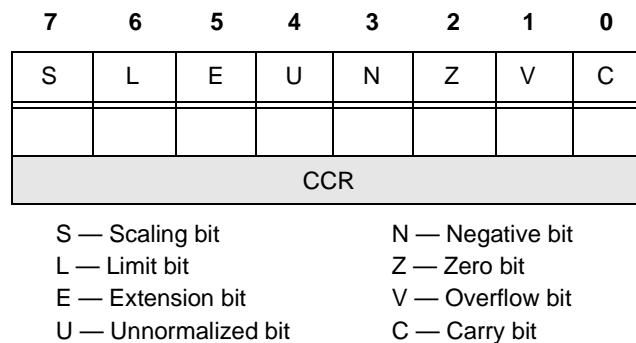 7 6 5 4 3 2 1 0
S L E U N Z V C
CCR
S — Scaling bit N — Negative bit
L — Limit bit Z — Zero bit
E — Extension bit V — Overflow bit
U — Unnormalized bit C — Carry bit